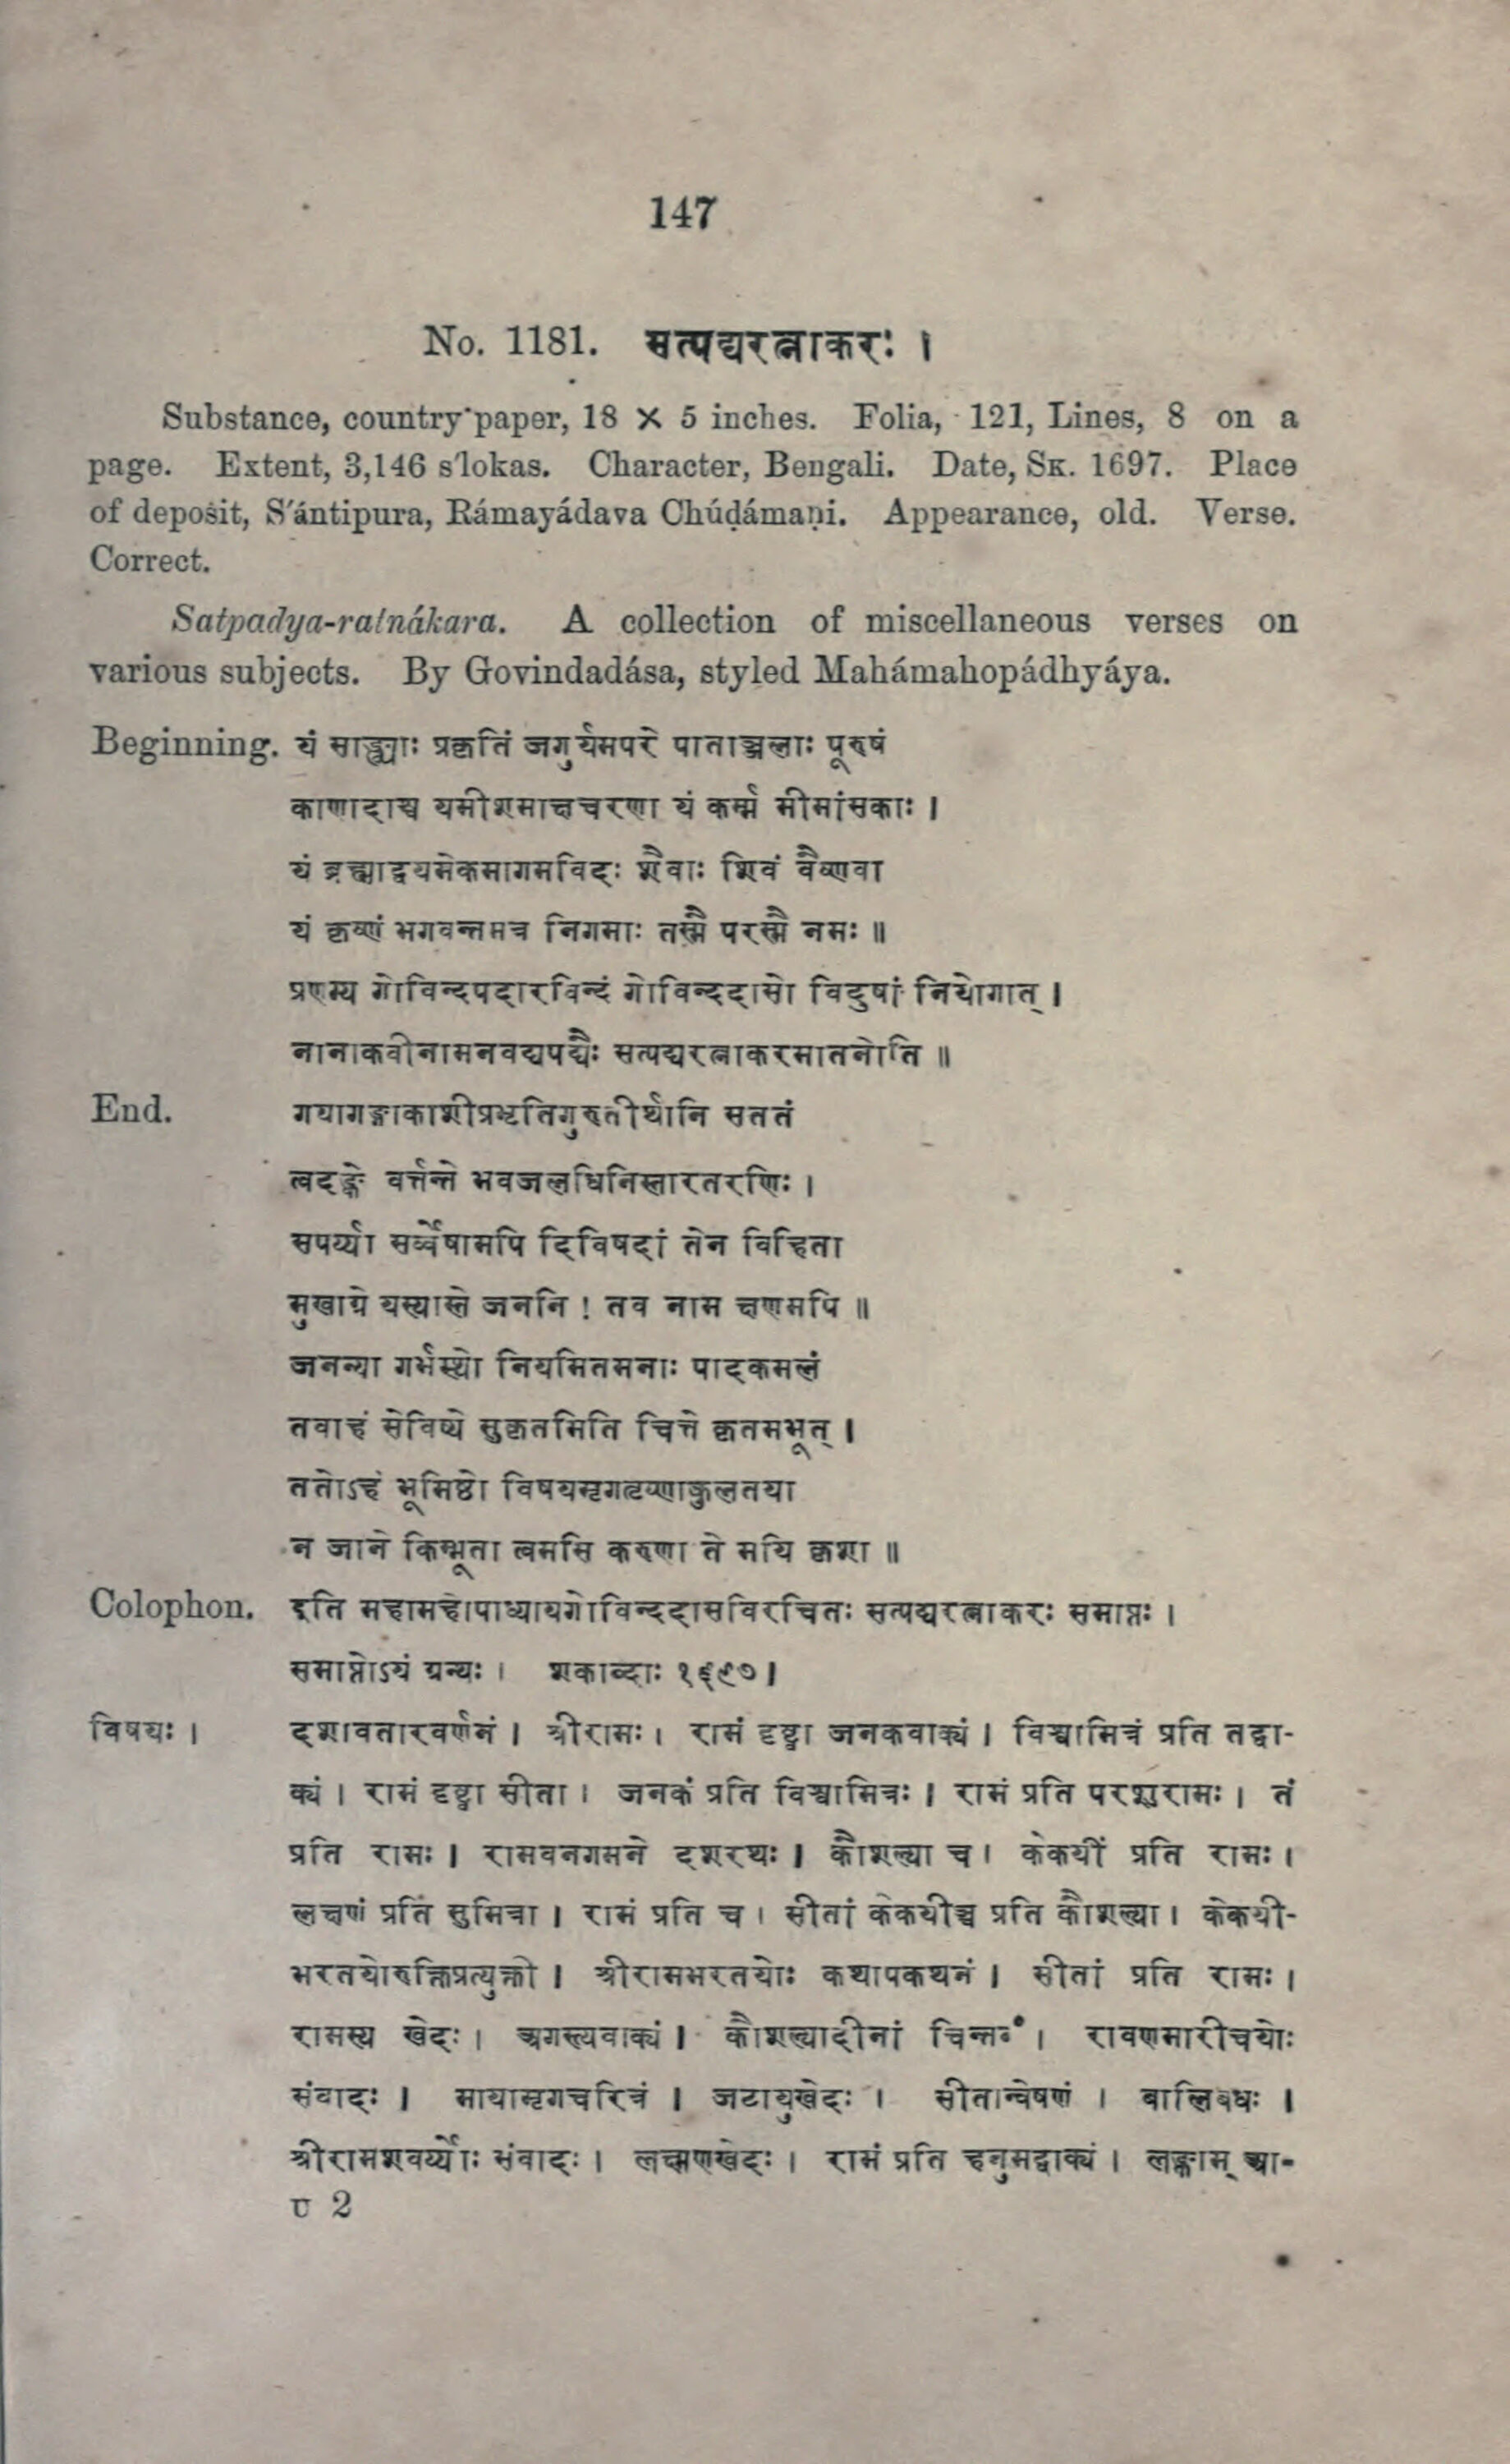 147
No. 1181. सत्पद्यरत्नाकरः ।
Substance, country paper, 18 × 5 inches. Folia, 121, Lines, 8 on a
page. Extent, 3,146 s'lokas. Character, Bengali. Date, Sk. 1697. Place
of deposit, S'ántipura, Rámayádava Chúḍámaṇi. Appearance, old. Verse.
Correct.
Satpadya-ratnákara. A collection of miscellaneous verses on
various subjects. By Govindadása, styled Mahámahopádhyáya.
Beginning. यं साङ्ख्याः प्रकृतिं जगुर्यमपरे पाताञ्जलाः पूरुषं
काणादाश्च यमीशमात्तचरणा यं कर्म्म मीमांसकाः ।
यं ब्रह्माद्वयमेकमागमविदः शैवाः शिवं वैष्णवा
यं कृष्णं भगवन्तमत्र निगमाः तस्मै परस्मै नमः ॥
प्रणम्य गोविन्दपदारविन्दं गोविन्ददासो विदुषां नियोगात् ।
नानाकवीनामनवद्यपद्यैः सत्पद्यरत्नाकरमातनोति ॥
End. गयागङ्गाकाशीप्रभृतिगुरुतीर्थानि सततं
त्वदङ्के वर्त्तन्ते भवजलधिनिस्तारतरणिः ।
सपर्य्या सर्व्वेषामपि दिविषदां तेन विहिता
मुखाग्रे यस्यास्ते जननि ! तव नाम क्षणमपि ॥
जनन्या गर्भस्थो नियमितमनाः पादकमलं
तवाहं सेविष्ये सुकृतमिति चित्ते कृतमभूत् ।
ततोऽहं भूमिष्ठो विषयमृगतृष्णाकुलतया
न जाने किम्भूता त्वमसि करुणा ते मयि कृशा ॥
Colophon. इति महामहोपाध्यायगोविन्ददासविरचितः सत्पद्यरत्नाकरः समाप्तः ।
समाप्तोऽयं ग्रन्थः । शकाब्दाः १६९७ ।
विषयः । दशावतारवर्णनं । श्रीरामः । रामं दृष्ट्वा जनकवाक्यं । विश्वामित्रं प्रति तद्वा-
क्यं । रामं दृष्ट्वा सीता । जनकं प्रति विश्वामित्रः । रामं प्रति परशुरामः । तं
प्रति रामः । रामवनगमने दशरथः । कौशल्या च । केकयीं प्रति रामः ।
लक्षणं प्रति सुमित्रा । रामं प्रति च । सीतां केकयीञ्च प्रति कौशल्या । केकयी-
भरतयोरुक्तिप्रत्युक्ती । श्रीरामभरतयोः कथापकथनं । सीतां प्रति रामः ।
रामस्य खेदः । अगस्त्यवाक्यं । कौशल्यादीनां चिन्ता । रावणमारीचयोः
संवादः । मायामृगचरित्रं । जटायुखेदः । सीतान्वेषणं । बालिबधः ।
श्रीरामशवर्य्योः संवादः । लक्ष्मणखेदः । रामं प्रति हनुमद्वाक्यं । लङ्काम् आ-
U 2